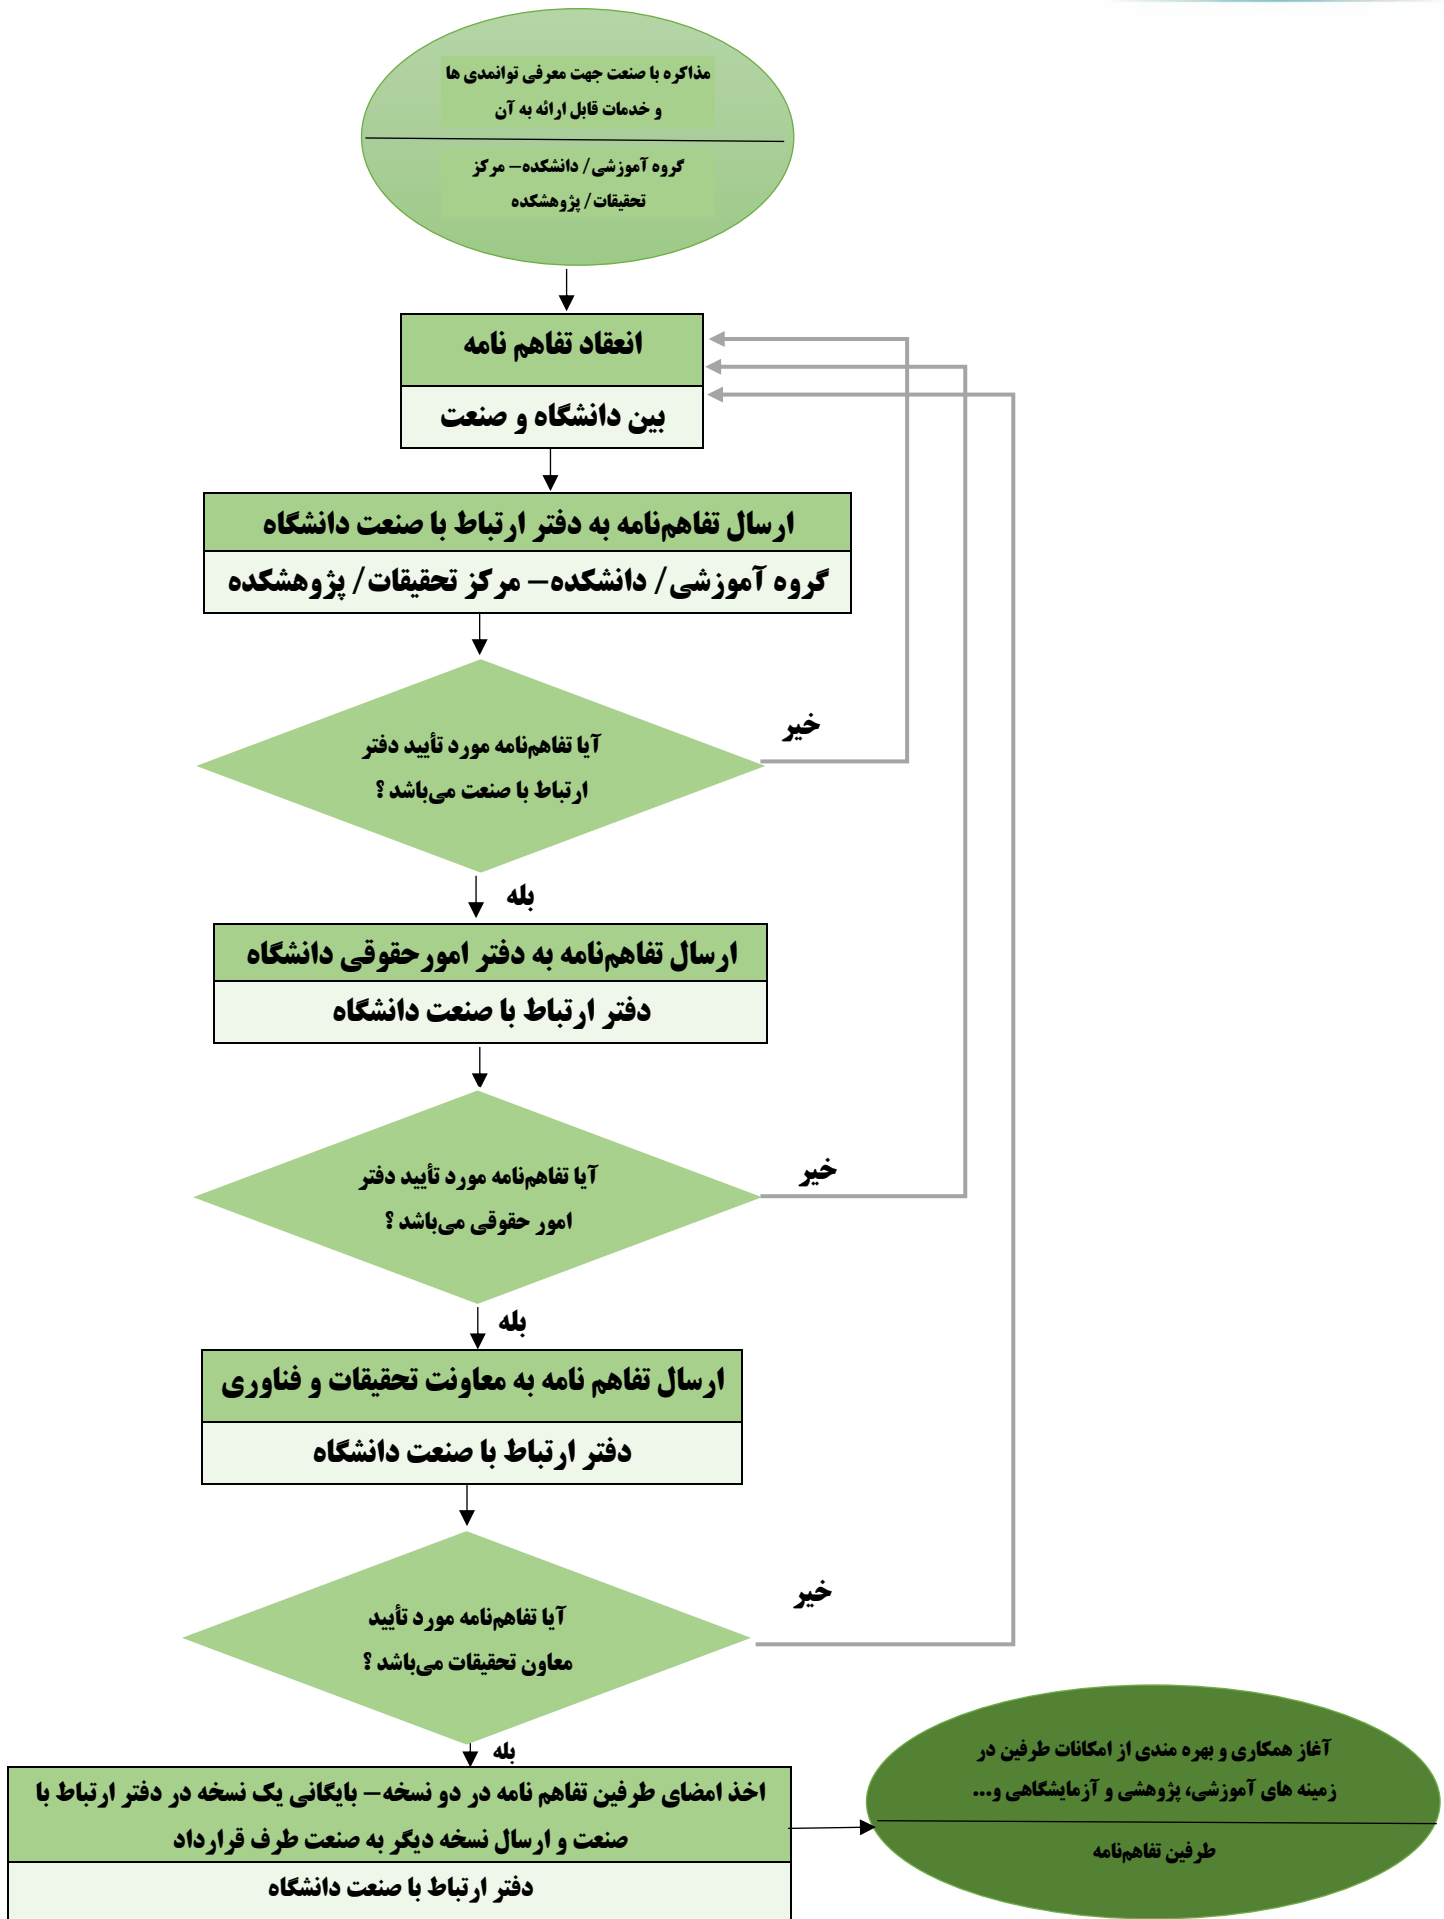 مذاکره با صنعت جهت معرفی توانمدی ها
و خدمات قابل ارائه به آن
گروه آموزشی/ دانشکده– مرکز
تحقیقات/ پژوهشکده
انعقاد تفاهم نامه
بین دانشگاه و صنعت
ارسال تفاهم‌نامه به دفتر ارتباط با صنعت دانشگاه
گروه آموزشی/ دانشکده– مرکز تحقیقات/ پژوهشکده
آیا تفاهم‌نامه مورد تأیید دفتر
ارتباط با صنعت می‌باشد ؟
خیر
بله
ارسال تفاهم‌نامه به دفتر امورحقوقی دانشگاه
دفتر ارتباط با صنعت دانشگاه
آیا تفاهم‌نامه مورد تأیید دفتر
امور حقوقی می‌باشد ؟
خیر
بله
ارسال تفاهم نامه به معاونت تحقیقات و فناوری
دفتر ارتباط با صنعت دانشگاه
آیا تفاهم‌نامه مورد تأیید
معاون تحقیقات می‌باشد ؟
خیر
بله
اخذ امضای طرفین تفاهم نامه در دو نسخه– بایگانی یک نسخه در دفتر ارتباط با
صنعت و ارسال نسخه دیگر به صنعت طرف قرارداد
دفتر ارتباط با صنعت دانشگاه
آغاز همکاری و بهره مندی از امکانات طرفین در
زمینه های آموزشی، پژوهشی و آزمایشگاهی و...
طرفین تفاهم‌نامه